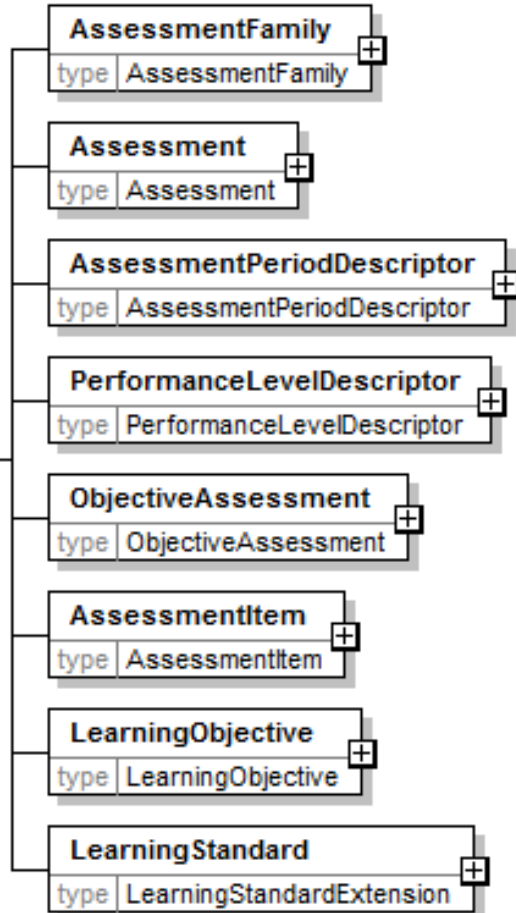 AssessmentFamily
type AssessmentFamily
Assessment
type Assessment
AssessmentPeriodDescriptor
type AssessmentPeriodDescriptor
PerformanceLevelDescriptor
type PerformanceLevelDescriptor
ObjectiveAssessment
type ObjectiveAssessment
AssessmentItem
type AssessmentItem
LearningObjective
type LearningObjective
LearningStandard
type LearningStandardExtension